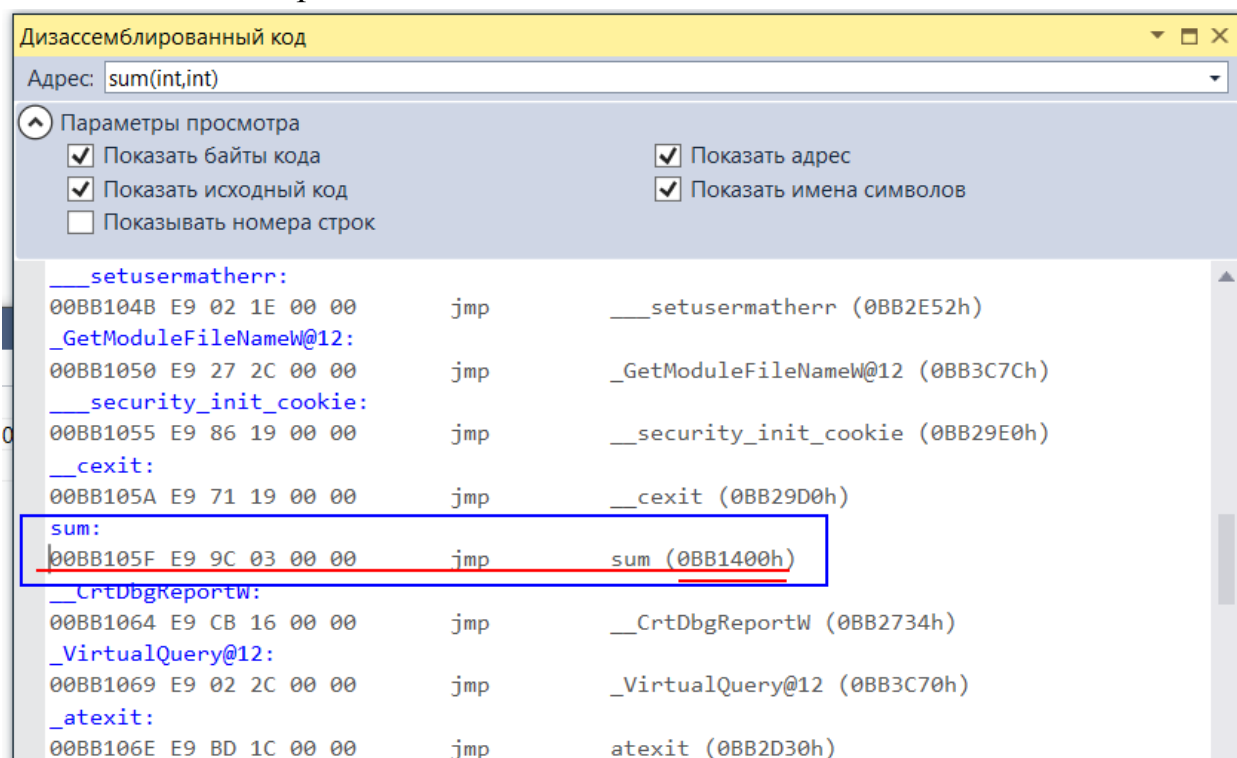 Дизассемблированный код
Адрес: sum(int,int)
Параметры просмотра
Показать байты кода Показать адрес
Показать исходный код Показать имена символов
Показывать номера строк
___setusermatherr:
00BB104B E9 02 1E 00 00 jmp ___setusermatherr (0BB2E52h)
_GetModuleFileNameW@12:
00BB1050 E9 27 2C 00 00 jmp _GetModuleFileNameW@12 (0BB3C7Ch)
___security_init_cookie:
00BB1055 E9 86 19 00 00 jmp __security_init_cookie (0BB29E0h)
__cexit:
00BB105A E9 71 19 00 00 jmp __cexit (0BB29D0h)
sum:
00BB105F E9 9C 03 00 00 jmp sum (0BB1400h)
__CrtDbgReportW:
00BB1064 E9 CB 16 00 00 jmp __CrtDbgReportW (0BB2734h)
_VirtualQuery@12:
00BB1069 E9 02 2C 00 00 jmp _VirtualQuery@12 (0BB3C70h)
_atexit:
00BB106E E9 BD 1C 00 00 jmp atexit (0BB2D30h)